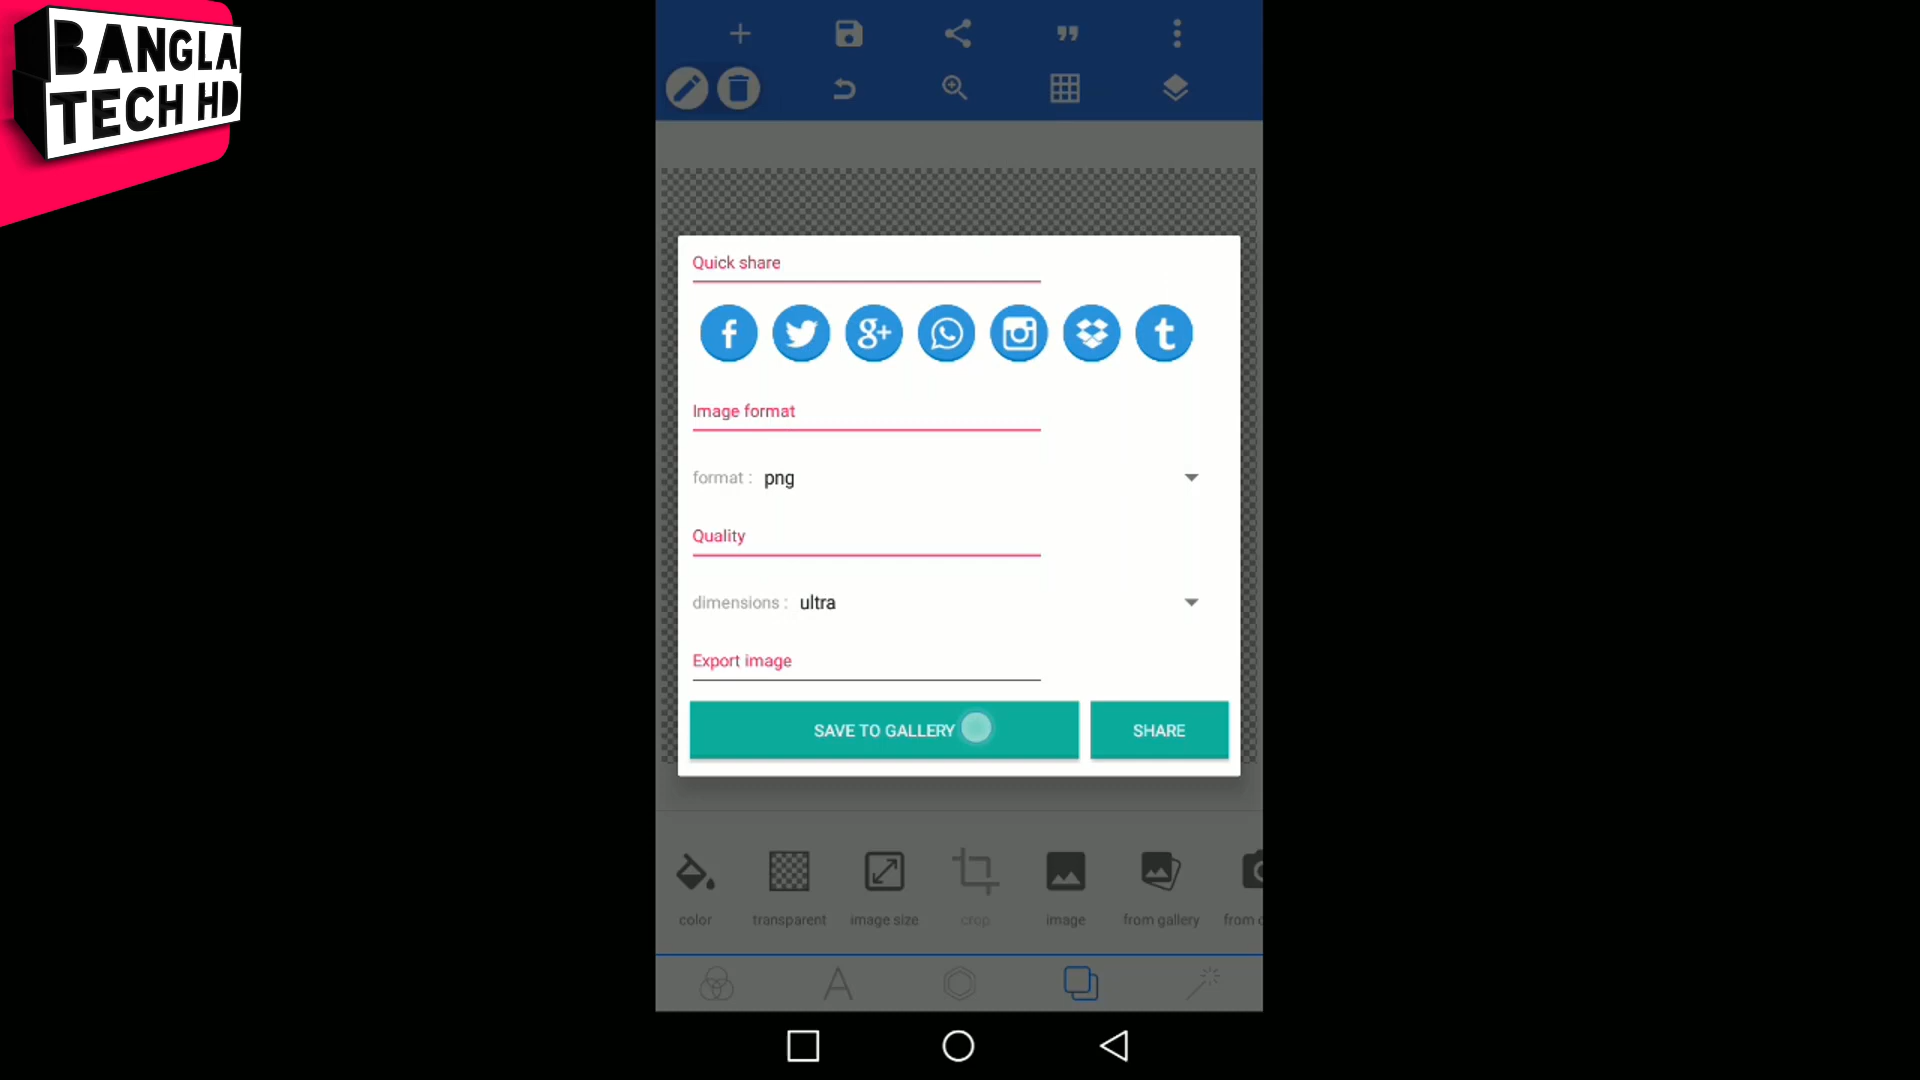 BANGLA
TECH HD
Quick share
Image format
format : png
Quality
dimensions : ultra
Export image
SAVE TO GALLERY
SHARE
color
transparent
image size
crop
image
from gallery
from c